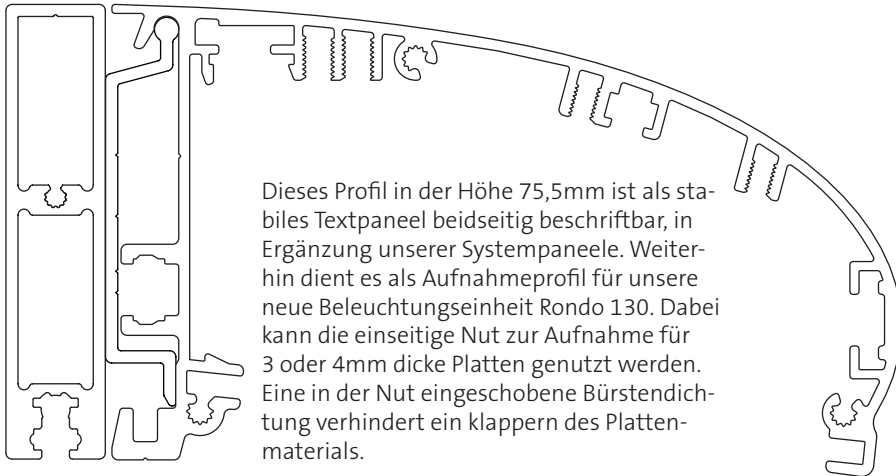 Dieses Profil in der Höhe 75,5mm ist als sta-
biles Textpaneel beidseitig beschriftbar, in
Ergänzung unserer Systempaneele. Weiter-
hin dient es als Aufnahmeprofil für unsere
neue Beleuchtungseinheit Rondo 130. Dabei
kann die einseitige Nut zur Aufnahme für
3 oder 4mm dicke Platten genutzt werden.
Eine in der Nut eingeschobene Bürstendich-
tung verhindert ein klappern des Platten-
materials.